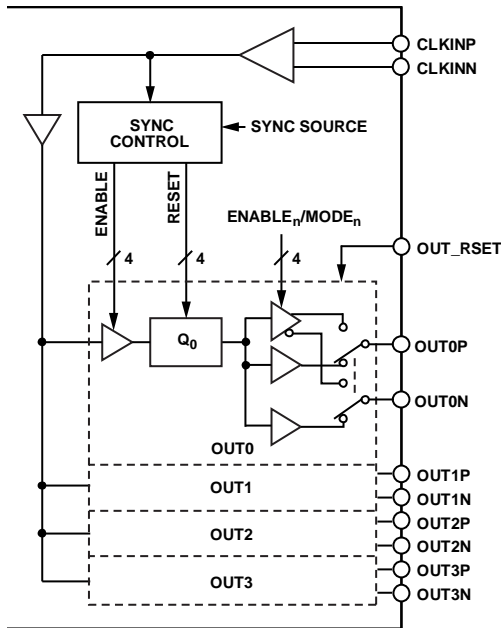 CLKINP
CLKINN
SYNC
CONTROL
SYNC SOURCE
ENABLE
RESET
ENABLEn/MODEn
4
4
4
OUT_RSET
Q0
OUT0P
OUT0N
OUT0
OUT1
OUT1P
OUT1N
OUT2
OUT2P
OUT2N
OUT3
OUT3P
OUT3N